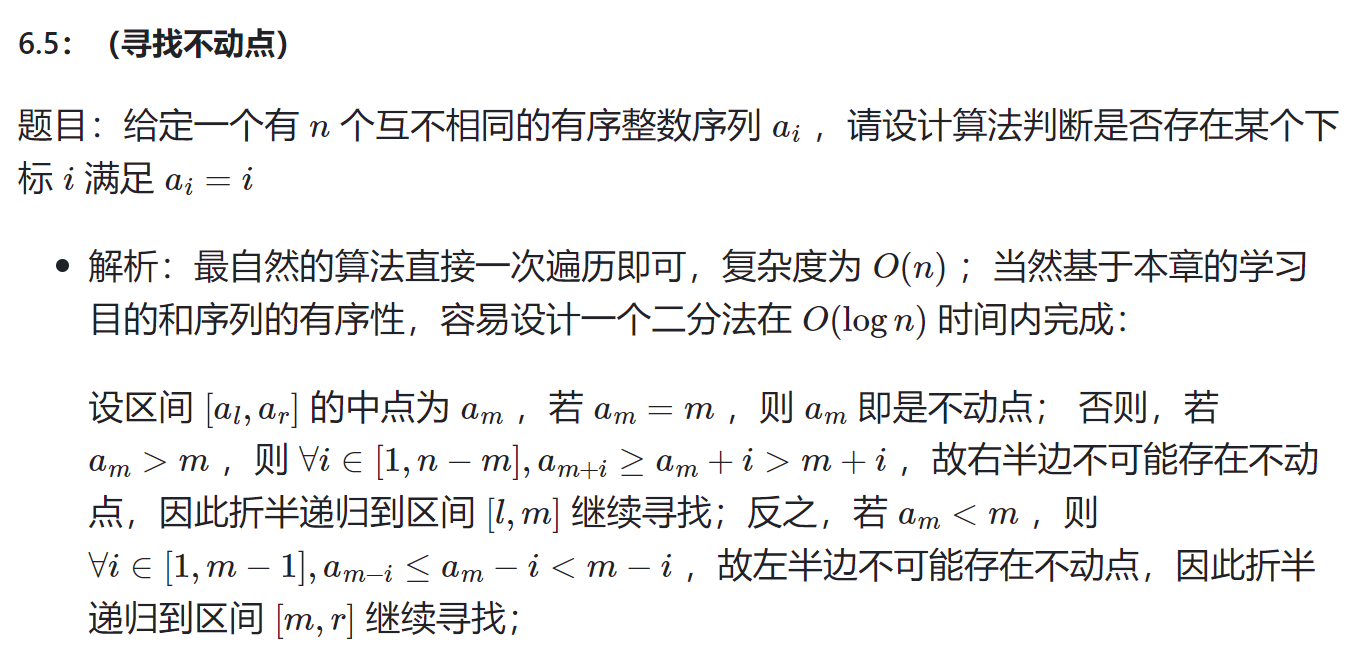 6.5：（寻找不动点）
题目：给定一个有 n 个互不相同的有序整数序列 a_i ，请设计算法判断是否存在某个下
标 i 满足 a_i = i
• 解析：最自然的算法直接一次遍历即可，复杂度为 O(n) ；当然基于本章的学习
目的和序列的有序性，容易设计一个二分法在 O(log n) 时间内完成：
设区间 [a_l, a_r] 的中点为 a_m ，若 a_m = m ，则 a_m 即是不动点； 否则，若
a_m > m ，则 ∀i ∈ [1, n − m], a_{m+i} ≥ a_m + i > m + i ，故右半边不可能存在不动
点，因此折半递归到区间 [l, m] 继续寻找；反之，若 a_m < m ，则
∀i ∈ [1, m − 1], a_{m−i} ≤ a_m − i < m − i ，故左半边不可能存在不动点，因此折半
递归到区间 [m, r] 继续寻找；